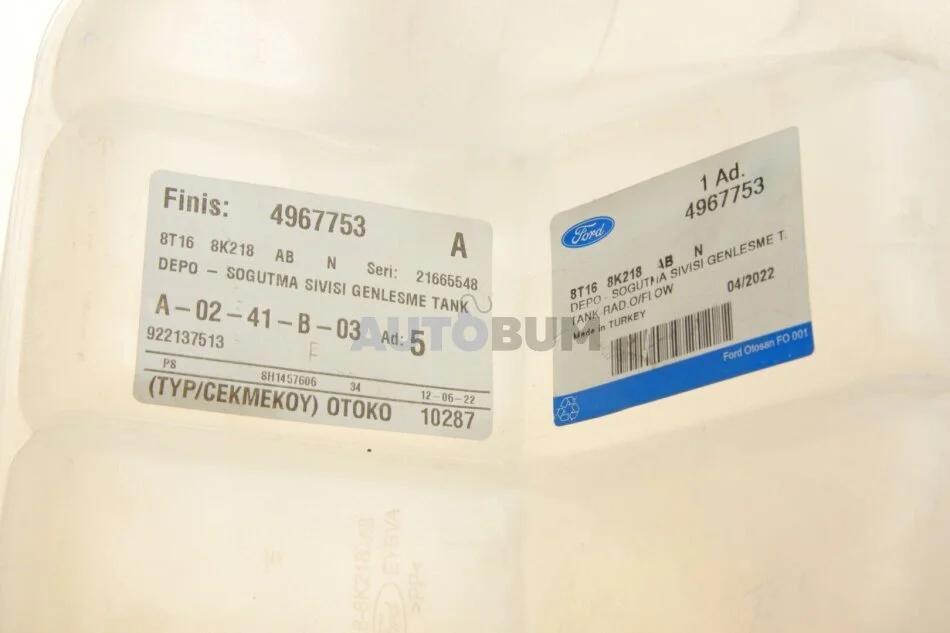 Finis: 4967753 A
8T16 8K218 AB N Seri: 21665548
DEPO - SOGUTMA SIVISI GENLESME TANK
A-02-41-B-03 Ad: 5
922137513 F
PS 8H1457606 34 12-06-22
(TYP/CEKMEKOY) OTOKO 10287
1 Ad.
4967753
Ford
8T16 8K218 AB N
DEPO - SOGUTMA SIVISI GENLESME T.
TANK RAD.O/FLOW 04/2022
Made in TURKEY
Ford Otosan FO 001
AUTOBUM
8K218
Ford